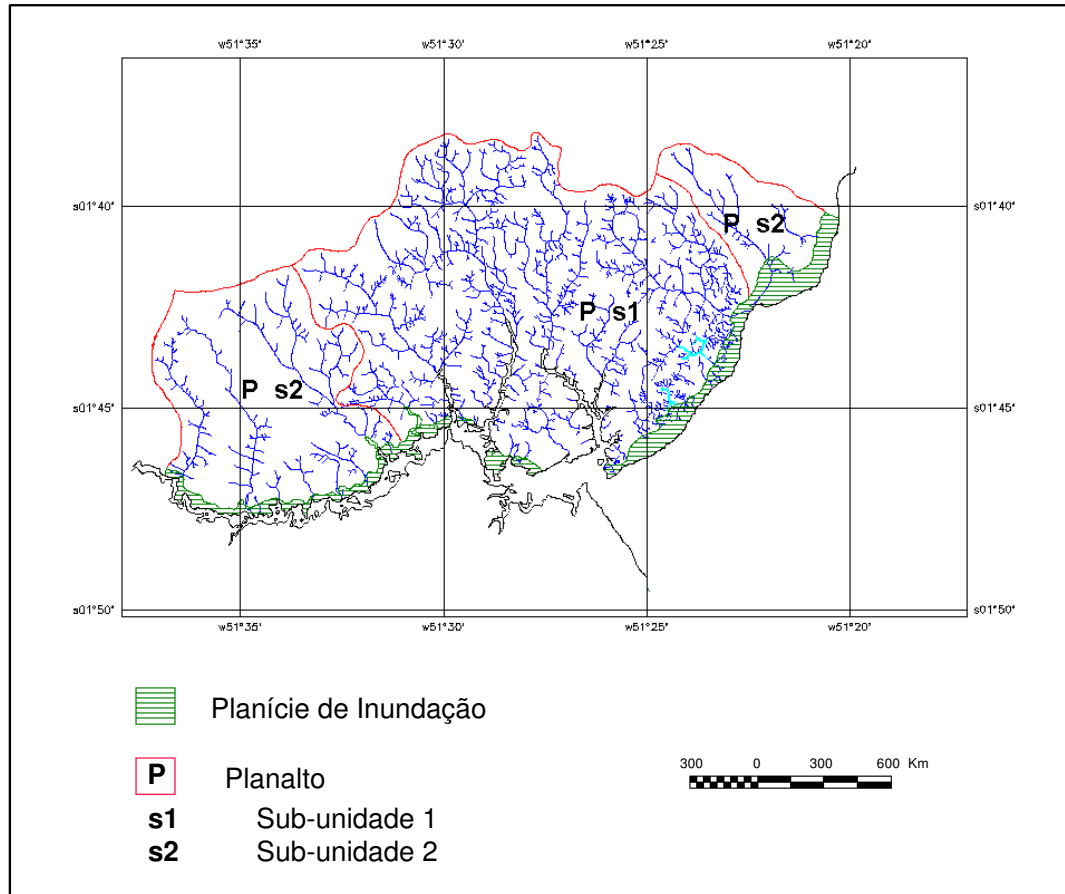 w51°35' w51°30' w51°25' w51°20'
s01°40' s01°40'
P s2
P s1
P s2
s01°45' s01°45'
s01°50' s01°50'
w51°35' w51°30' w51°25' w51°20'
Planície de Inundação
P Planalto
300 0 300 600 Km
s1 Sub-unidade 1
s2 Sub-unidade 2